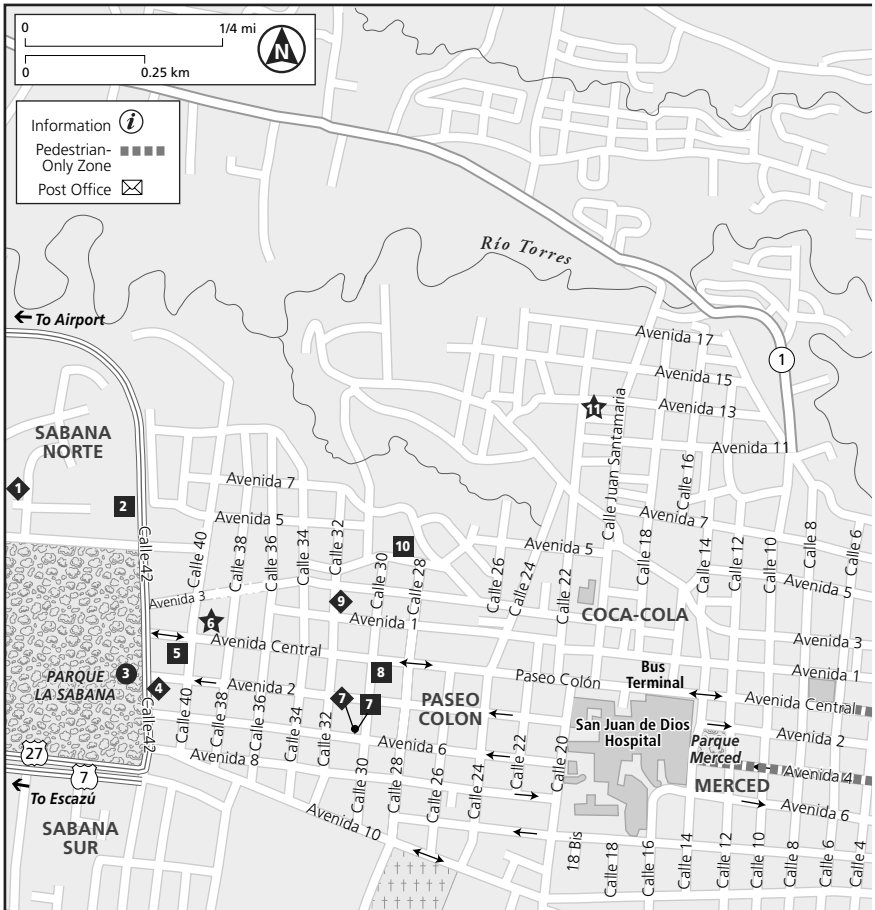 0
1/4 mi
0
0.25 km
N
Information i
Pedestrian-
Only Zone
Post Office
Río Torres
To Airport
Avenida 17
1
Avenida 15
11
Avenida 13
Calle Juan Santamaria
Avenida 11
SABANA
NORTE
Calle 16
1
2
Avenida 7
Avenida 5
Avenida 7
Calle 42
Calle 40
Calle 38
Calle 36
Calle 34
Calle 32
10
Calle 30
Calle 28
Calle 26
Calle 24
Calle 22
Avenida 5
Calle 18
Calle 14
Calle 12
Calle 10
Calle 8
Calle 6
Avenida 5
Avenida 3
9
Avenida 1
6
COCA-COLA
Avenida 3
Avenida Central
5
8
Avenida 1
Paseo Colón
Bus
Terminal
PARQUE
LA SABANA
3
4
Avenida 2
7
7
PASEO
COLON
Avenida Central
San Juan de Dios
Hospital
Parque
Merced
Avenida 2
Calle 42
Calle 40
Calle 38
Calle 36
Calle 34
Calle 32
Calle 30
Calle 28
Calle 26
Calle 24
Calle 22
Calle 20
Avenida 6
Avenida 8
Avenida 4
MERCED
Avenida 6
27
7
To Escazú
SABANA
SUR
Avenida 10
18 Bis
Calle 18
Calle 16
Calle 14
Calle 12
Calle 10
Calle 8
Calle 6
Calle 4